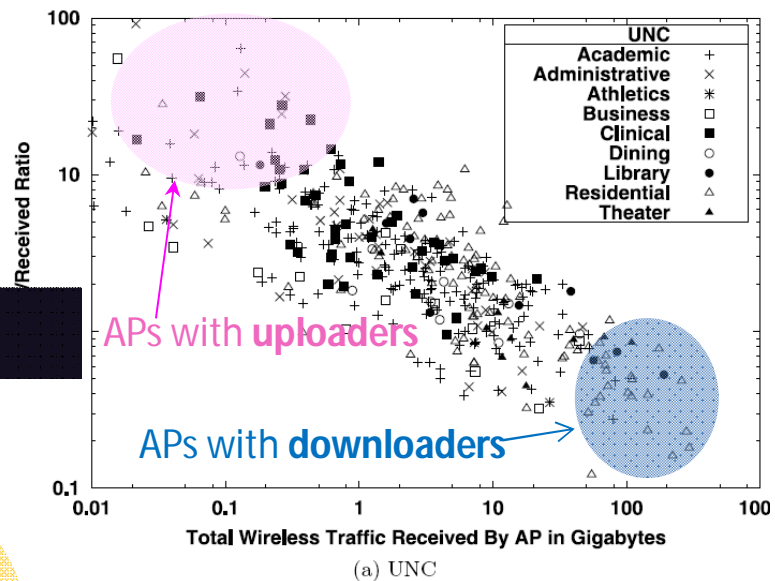 100
10
0.1
/Received Ratio
UNC
Academic
Administrative
Athletics
Business
Clinical
Dining
Library
Residential
Theater
APs with uploaders
APs with downloaders
0.01
0.1
1
10
100
100
Total Wireless Traffic Received By AP in Gigabytes
(a) UNC